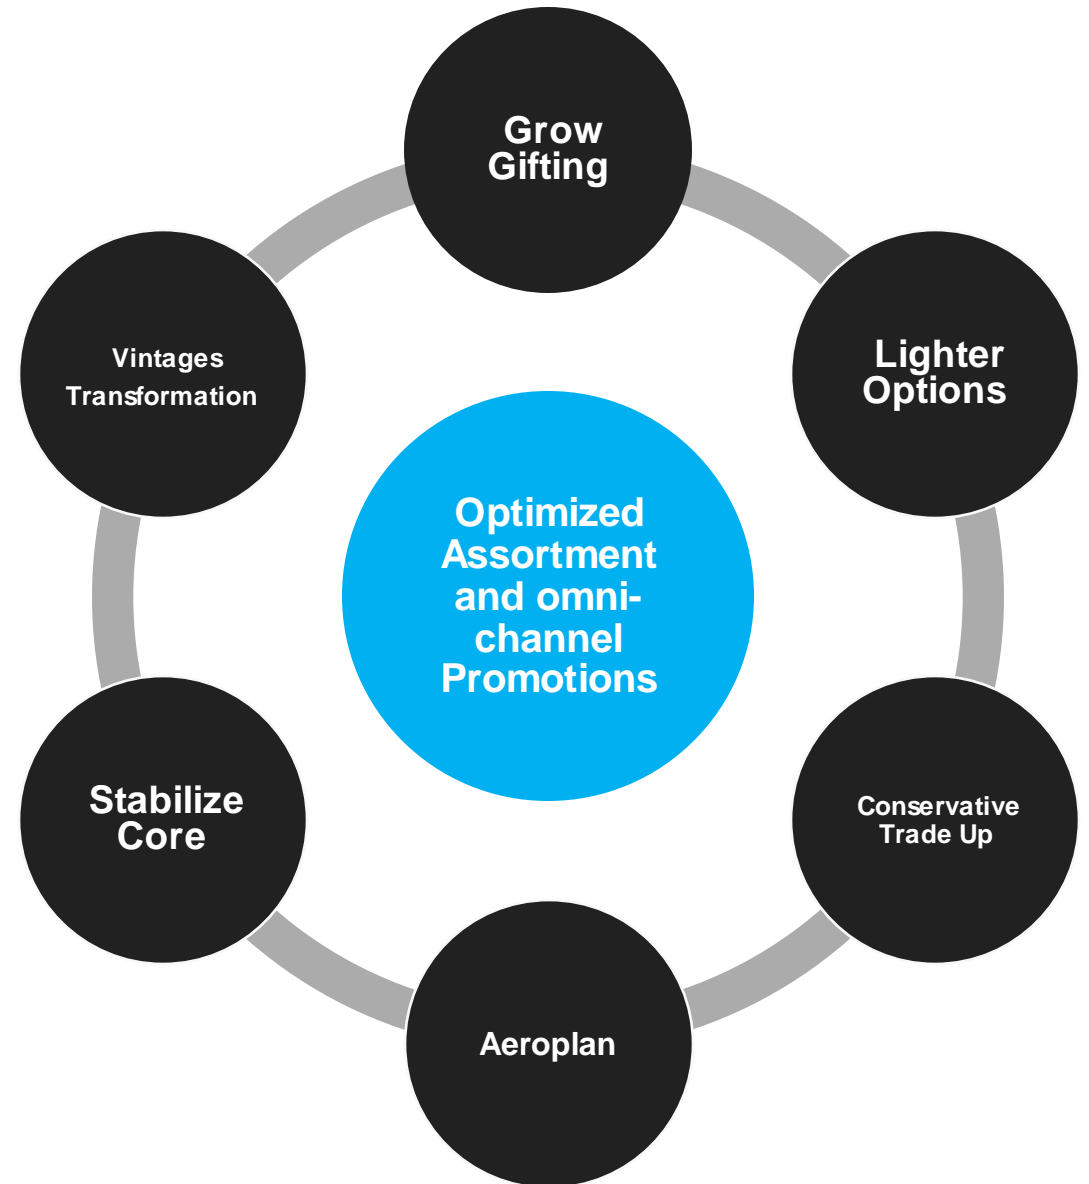 Grow
Gifting
Lighter
Options
Conservative
Trade Up
Aeroplan
Stabilize
Core
Vintages
Transformation
Optimized
Assortment
and omni-
channel
Promotions